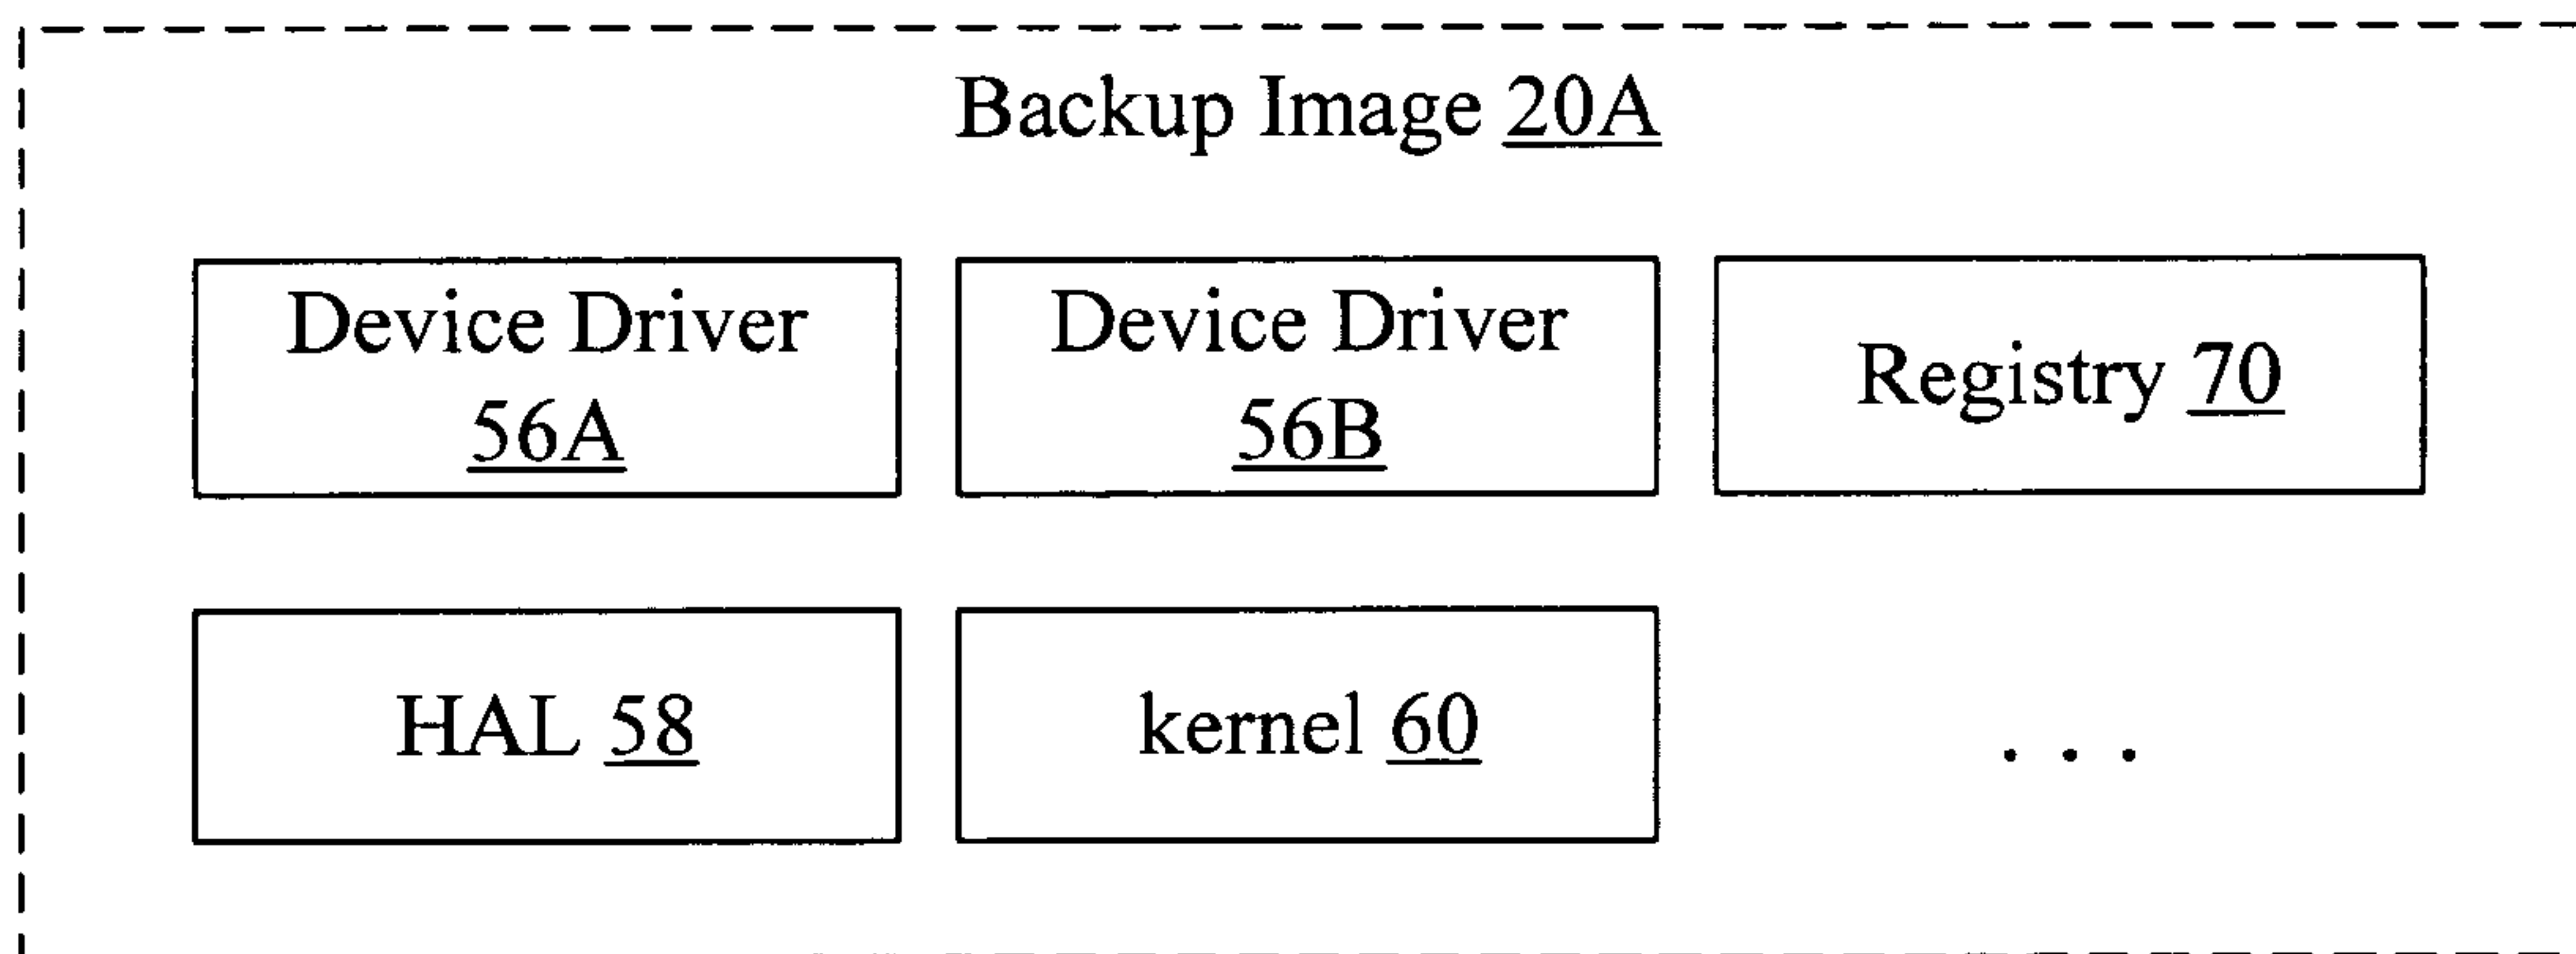 Backup Image 20A
Device Driver
56A
Device Driver
56B
Registry 70
HAL 58
kernel 60
. . .